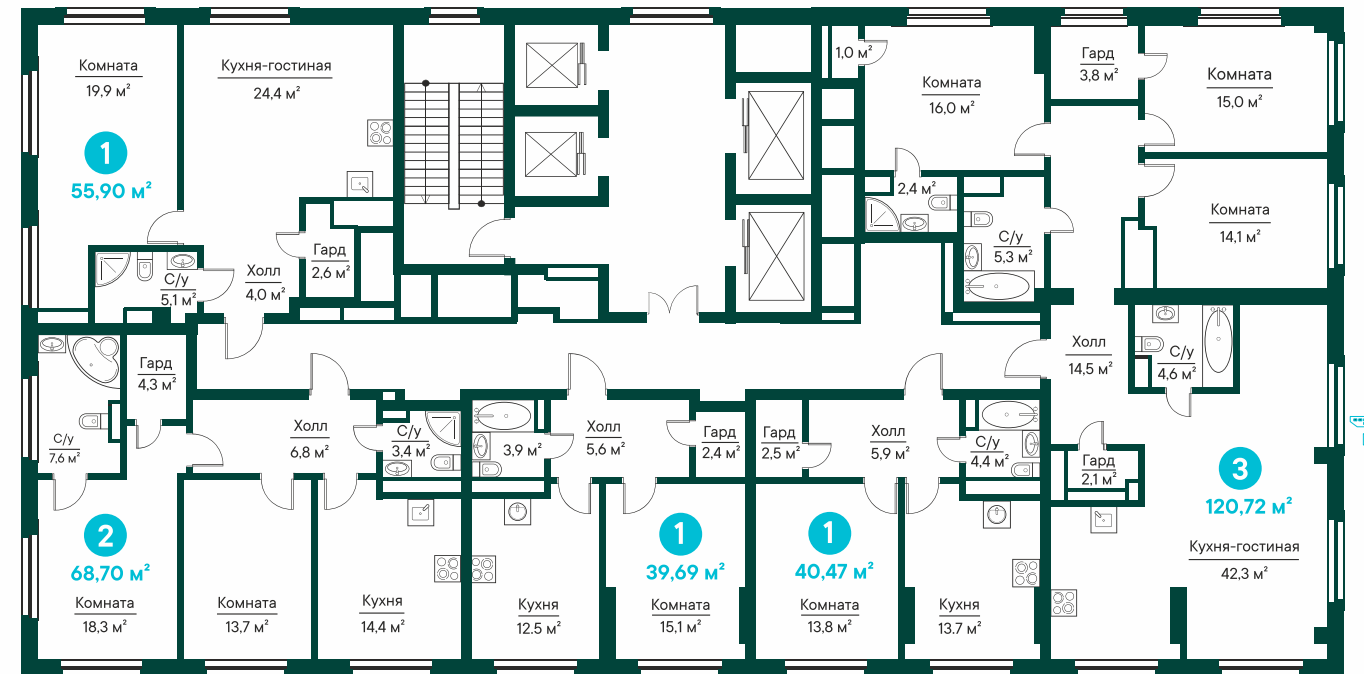 Комната
19,9 м²
1
55,90 м²
Кухня-гостиная
24,4 м²
Гард
2,6 м²
Холл
4,0 м²
С/у
5,1 м²
1,0 м²
Комната
16,0 м²
Гард
3,8 м²
Комната
15,0 м²
2,4 м²
С/у
5,3 м²
Комната
14,1 м²
Холл
14,5 м²
С/у
4,6 м²
Гард
2,1 м²
3
120,72 м²
Кухня-гостиная
42,3 м²
Гард
4,3 м²
С/у
7,6 м²
Холл
6,8 м²
С/у
3,4 м²
2
68,70 м²
Комната
18,3 м²
Комната
13,7 м²
Кухня
14,4 м²
3,9 м²
Холл
5,6 м²
Гард
2,4 м²
Кухня
12.5 м²
1
39,69 м²
Комната
15,1 м²
Гард
2,5 м²
Холл
5,9 м²
С/у
4,4 м²
1
40,47 м²
Комната
13,8 м²
Кухня
13.7 м²